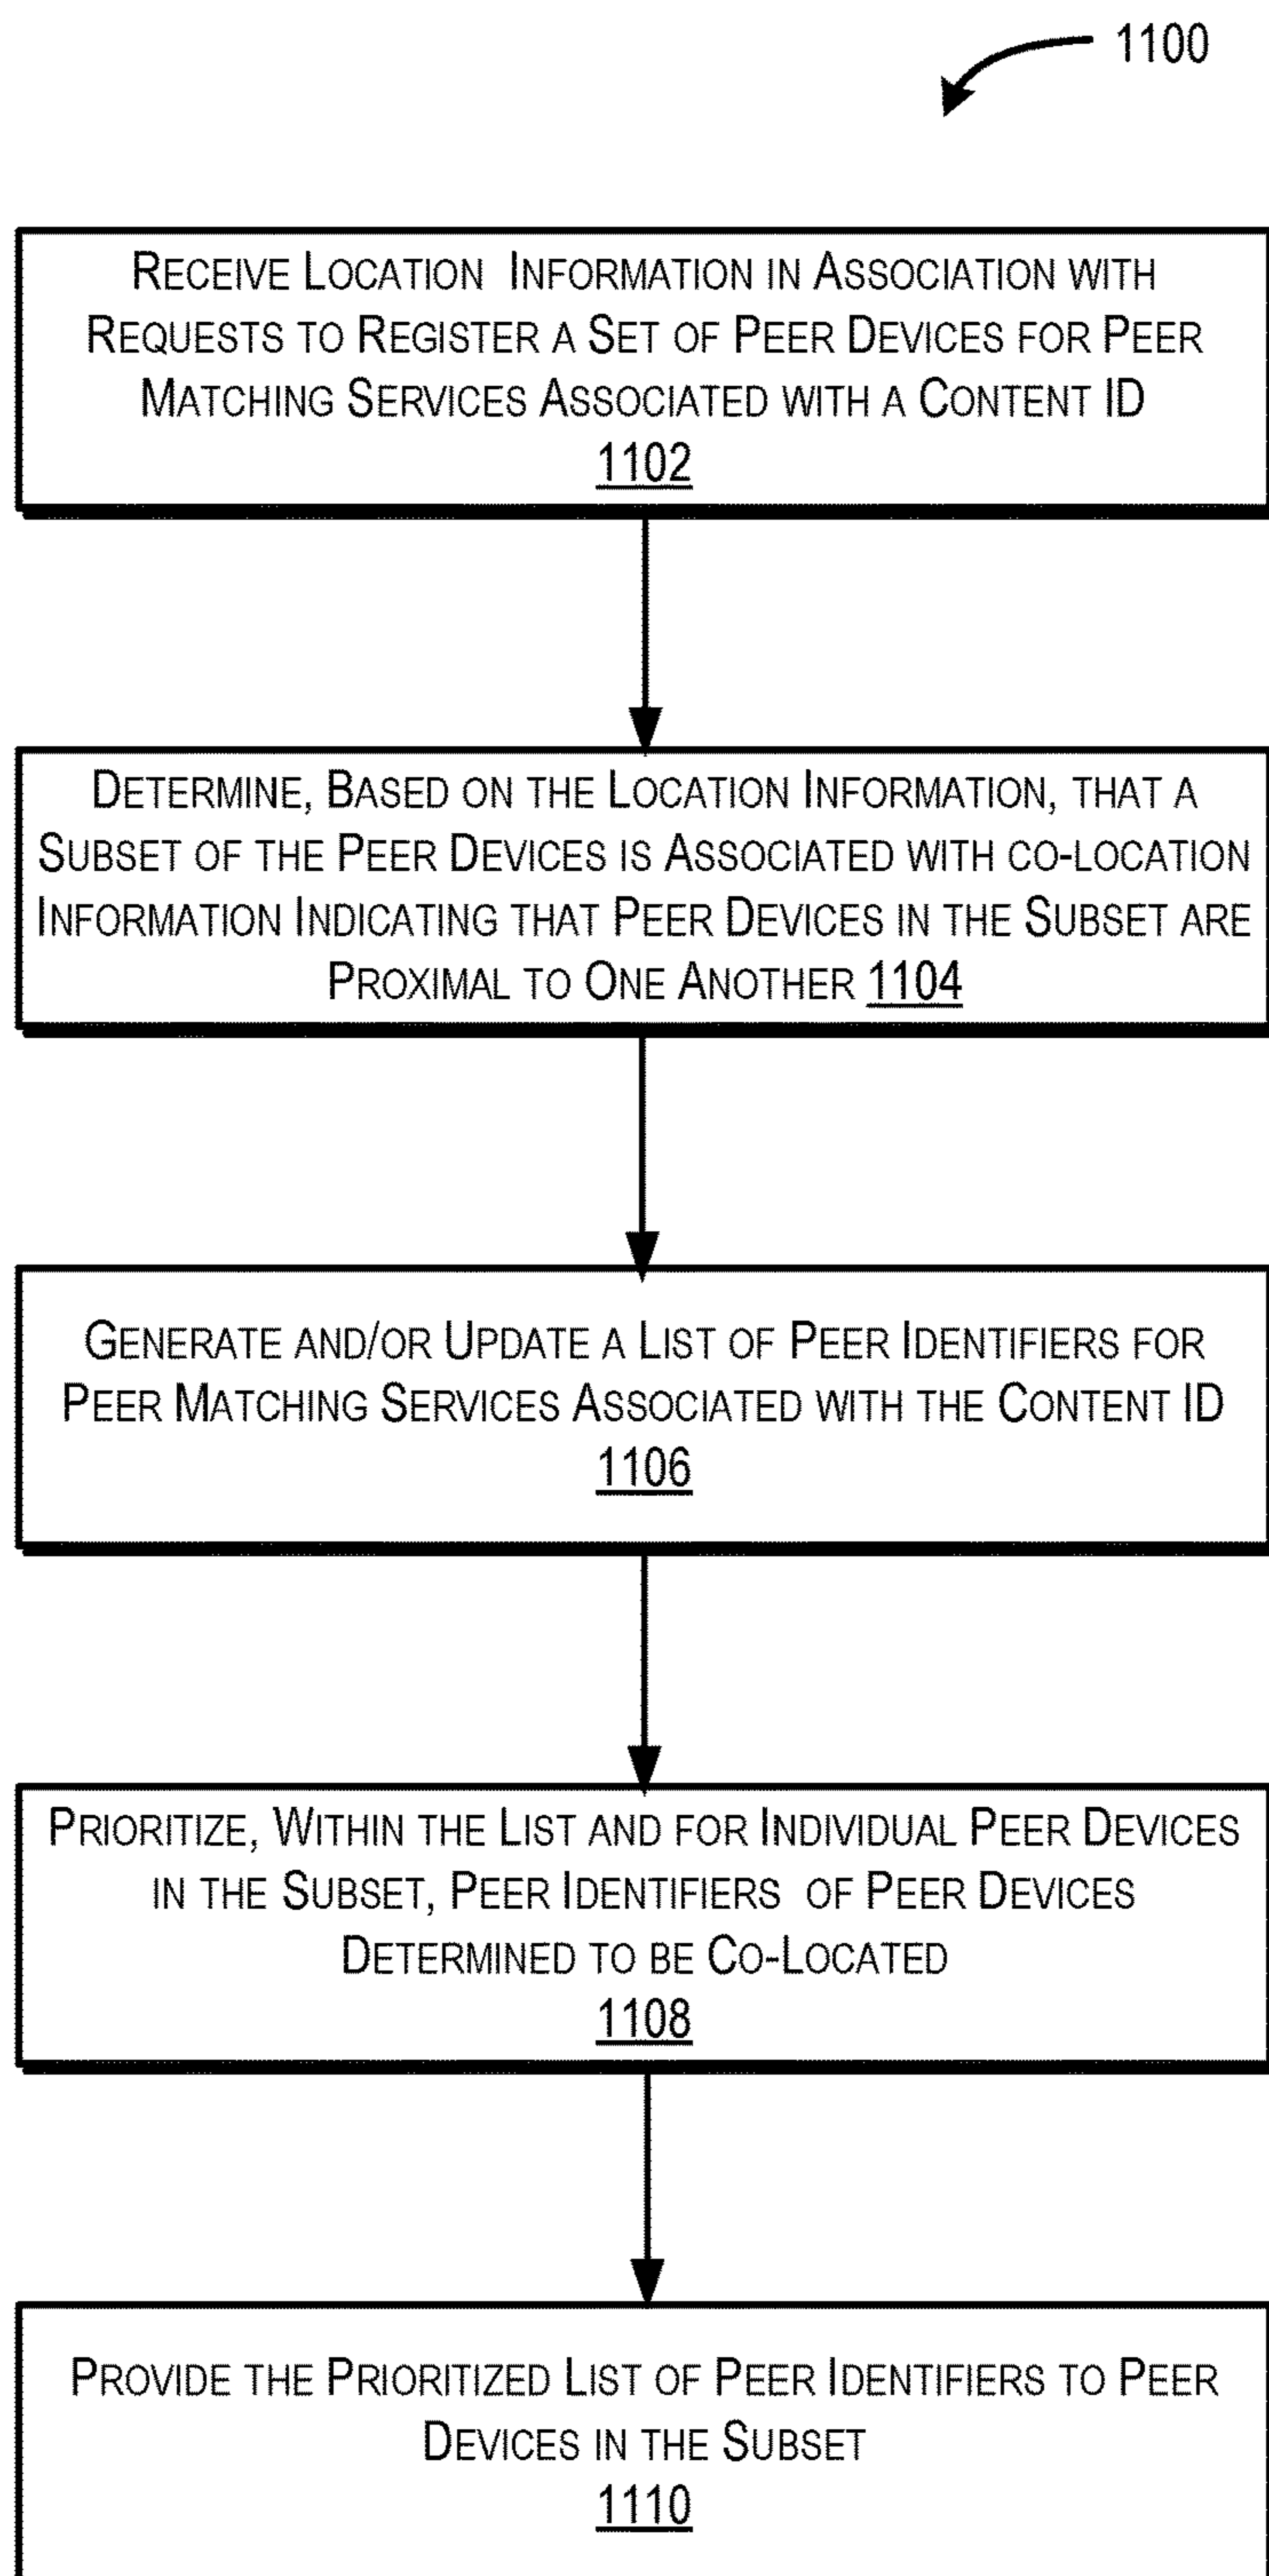 1100
Receive Location Information in Association with
Requests to Register a Set of Peer Devices for Peer
Matching Services Associated with a Content ID
1102
Determine, Based on the Location Information, that a
Subset of the Peer Devices is Associated with co-location
Information Indicating that Peer Devices in the Subset are
Proximal to One Another 1104
Generate and/or Update a List of Peer Identifiers for
Peer Matching Services Associated with the Content ID
1106
Prioritize, Within the List and for Individual Peer Devices
in the Subset, Peer Identifiers of Peer Devices
Determined to be Co-Located
1108
Provide the Prioritized List of Peer Identifiers to Peer
Devices in the Subset
1110